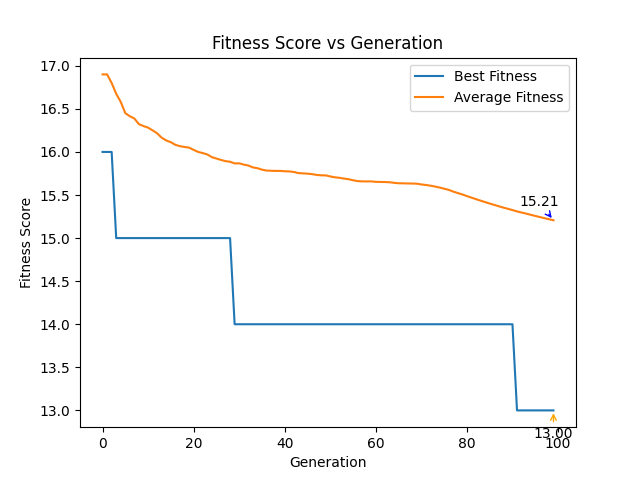 Fitness Score vs Generation
Fitness Score
17.0
16.5
16.0
15.5
15.0
14.5
14.0
13.5
13.0
Best Fitness
Average Fitness
15.21
13.00
0 20 40 60 80 100
Generation